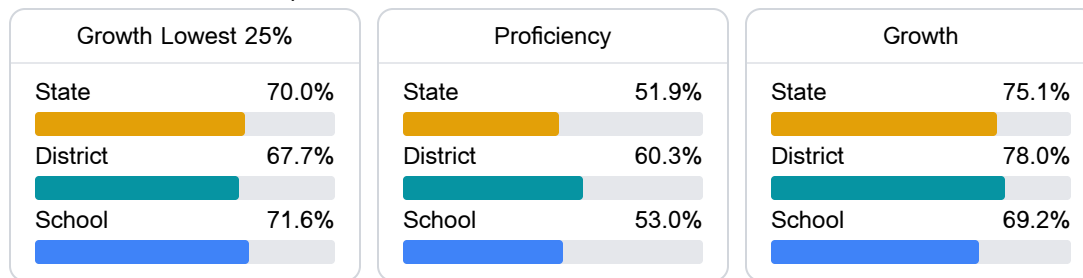 Growth Lowest 25%
State 70.0%
District 67.7%
School 71.6%
Proficiency
State 51.9%
District 60.3%
School 53.0%
Growth
State 75.1%
District 78.0%
School 69.2%